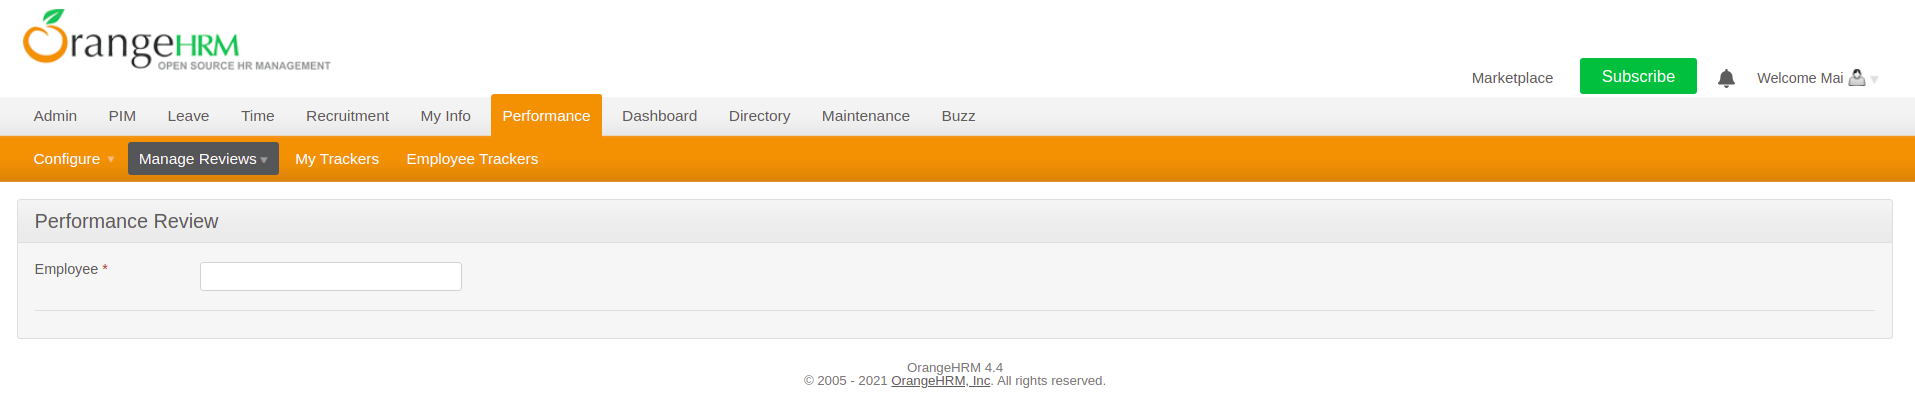 OrangeHRM
OPEN SOURCE HR MANAGEMENT
Marketplace Subscribe Welcome Mai
Admin PIM Leave Time Recruitment My Info Performance Dashboard Directory Maintenance Buzz
Configure Manage Reviews My Trackers Employee Trackers
Performance Review
Employee *
OrangeHRM 4.4
© 2005 - 2021 OrangeHRM, Inc. All rights reserved.